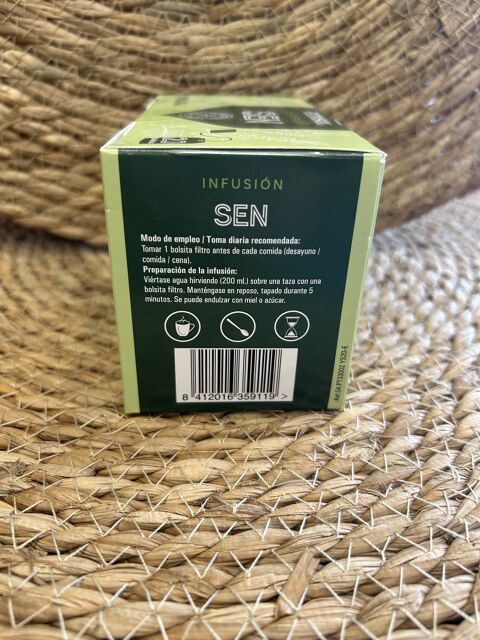 INFUSIÓN
SEN
Modo de empleo / Toma diaria recomendada:
Tomar 1 bolsita filtro antes de cada comida (desayuno /
comida / cena).
Preparación de la infusión:
Viértase agua hirviendo (200 ml.) sobre una taza con una
bolsita filtro. Manténgase en reposo, tapado durante 5
minutos. Se puede endulzar con miel o azúcar.
8 412016 359119 >